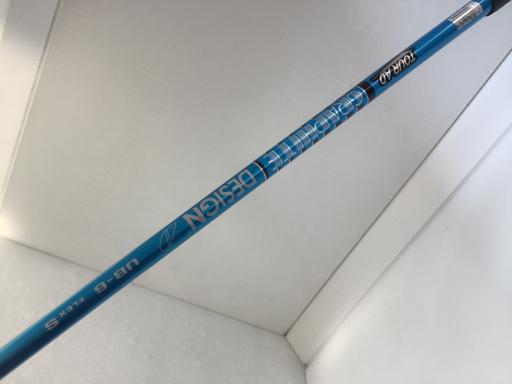 TOUR AD
GRAPHITE
DESIGN
UB-6
FLEX S